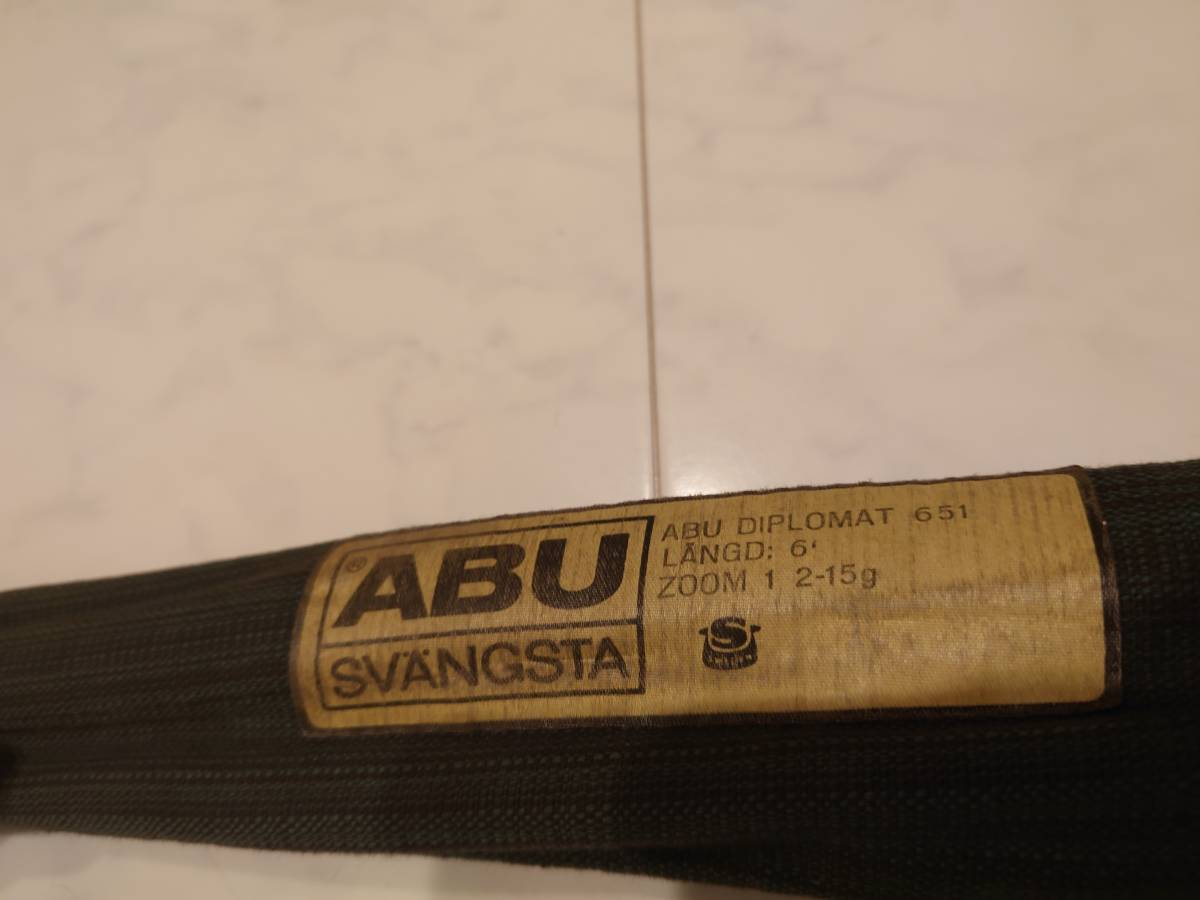 ® ABU
SVÄNGSTA
ABU DIPLOMAT 651
LÄNGD: 6'
ZOOM 1 2-15g
S